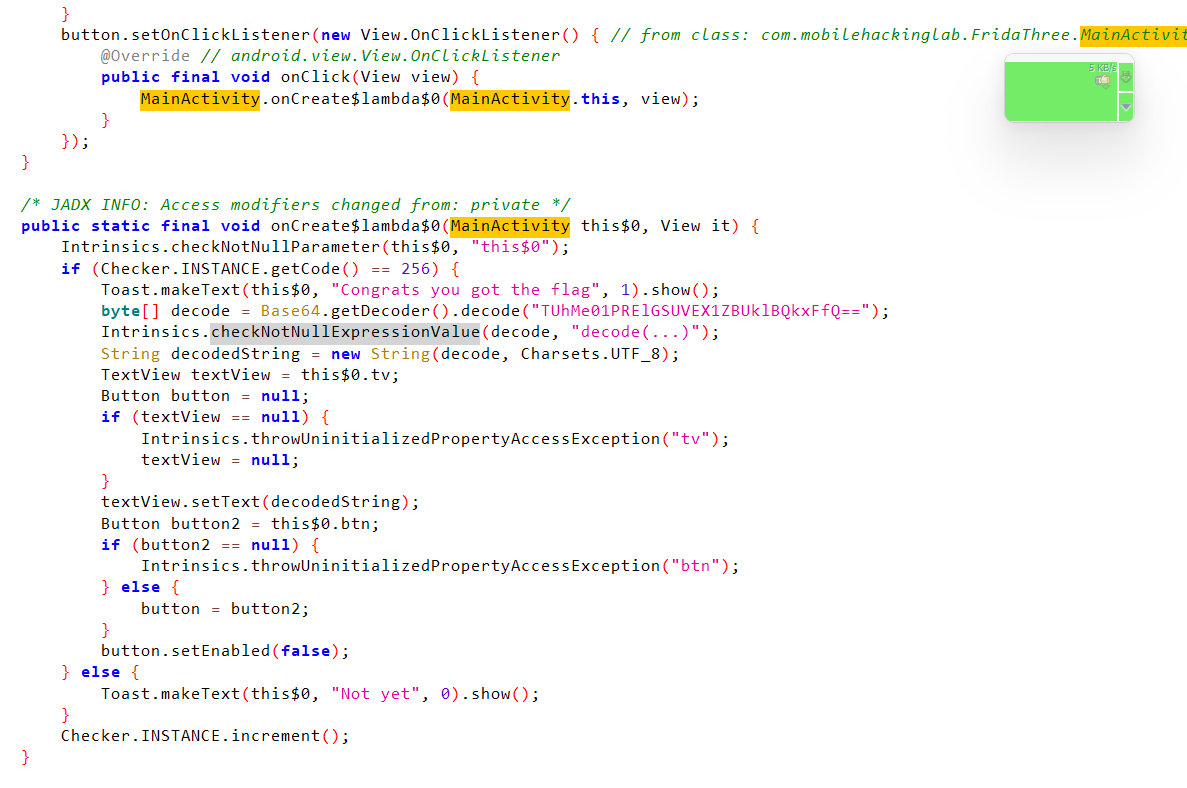 }
button.setOnClickListener(new View.OnClickListener() { // from class: com.mobilehackinglab.FridaThree.MainActivit
@Override // android.view.View.OnClickListener
public final void onClick(View view) {
MainActivity.onCreate$lambda$0(MainActivity.this, view);
}
});
}
/* JADX INFO: Access modifiers changed from: private */
public static final void onCreate$lambda$0(MainActivity this$0, View it) {
Intrinsics.checkNotNullParameter(this$0, "this$0");
if (Checker.INSTANCE.getCode() == 256) {
Toast.makeText(this$0, "Congrats you got the flag", 1).show();
byte[] decode = Base64.getDecoder().decode("TUhMe01PRElGSUVEX1ZBUklBQkxFfQ==");
Intrinsics.checkNotNullExpressionValue(decode, "decode(...)");
String decodedString = new String(decode, Charsets.UTF_8);
TextView textView = this$0.tv;
Button button = null;
if (textView == null) {
Intrinsics.throwUninitializedPropertyAccessException("tv");
textView = null;
}
textView.setText(decodedString);
Button button2 = this$0.btn;
if (button2 == null) {
Intrinsics.throwUninitializedPropertyAccessException("btn");
} else {
button = button2;
}
button.setEnabled(false);
} else {
Toast.makeText(this$0, "Not yet", 0).show();
}
Checker.INSTANCE.increment();
}
5 KB/s